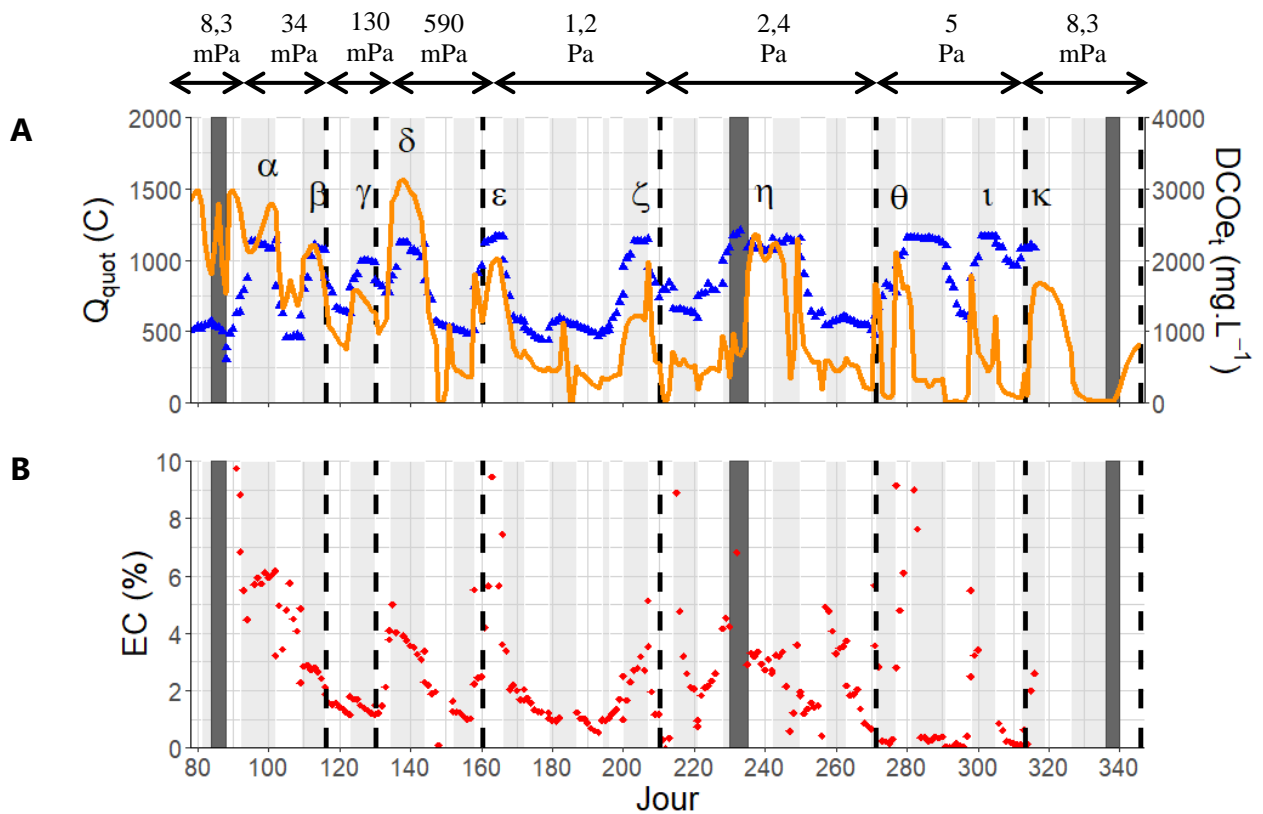 8,3 34 130 590 1,2 2,4 5 8,3
mPa mPa mPa mPa Pa Pa Pa mPa
A
2000 4000
1500 3000
1000 2000
500 1000
0 0
Q_quot (C)
DCOe_t (mg.L⁻¹)
α β γ δ ε ζ η θ ι κ
B
10
8
6
4
2
0
EC (%)
80 100 120 140 160 180 200 220 240 260 280 300 320 340
Jour